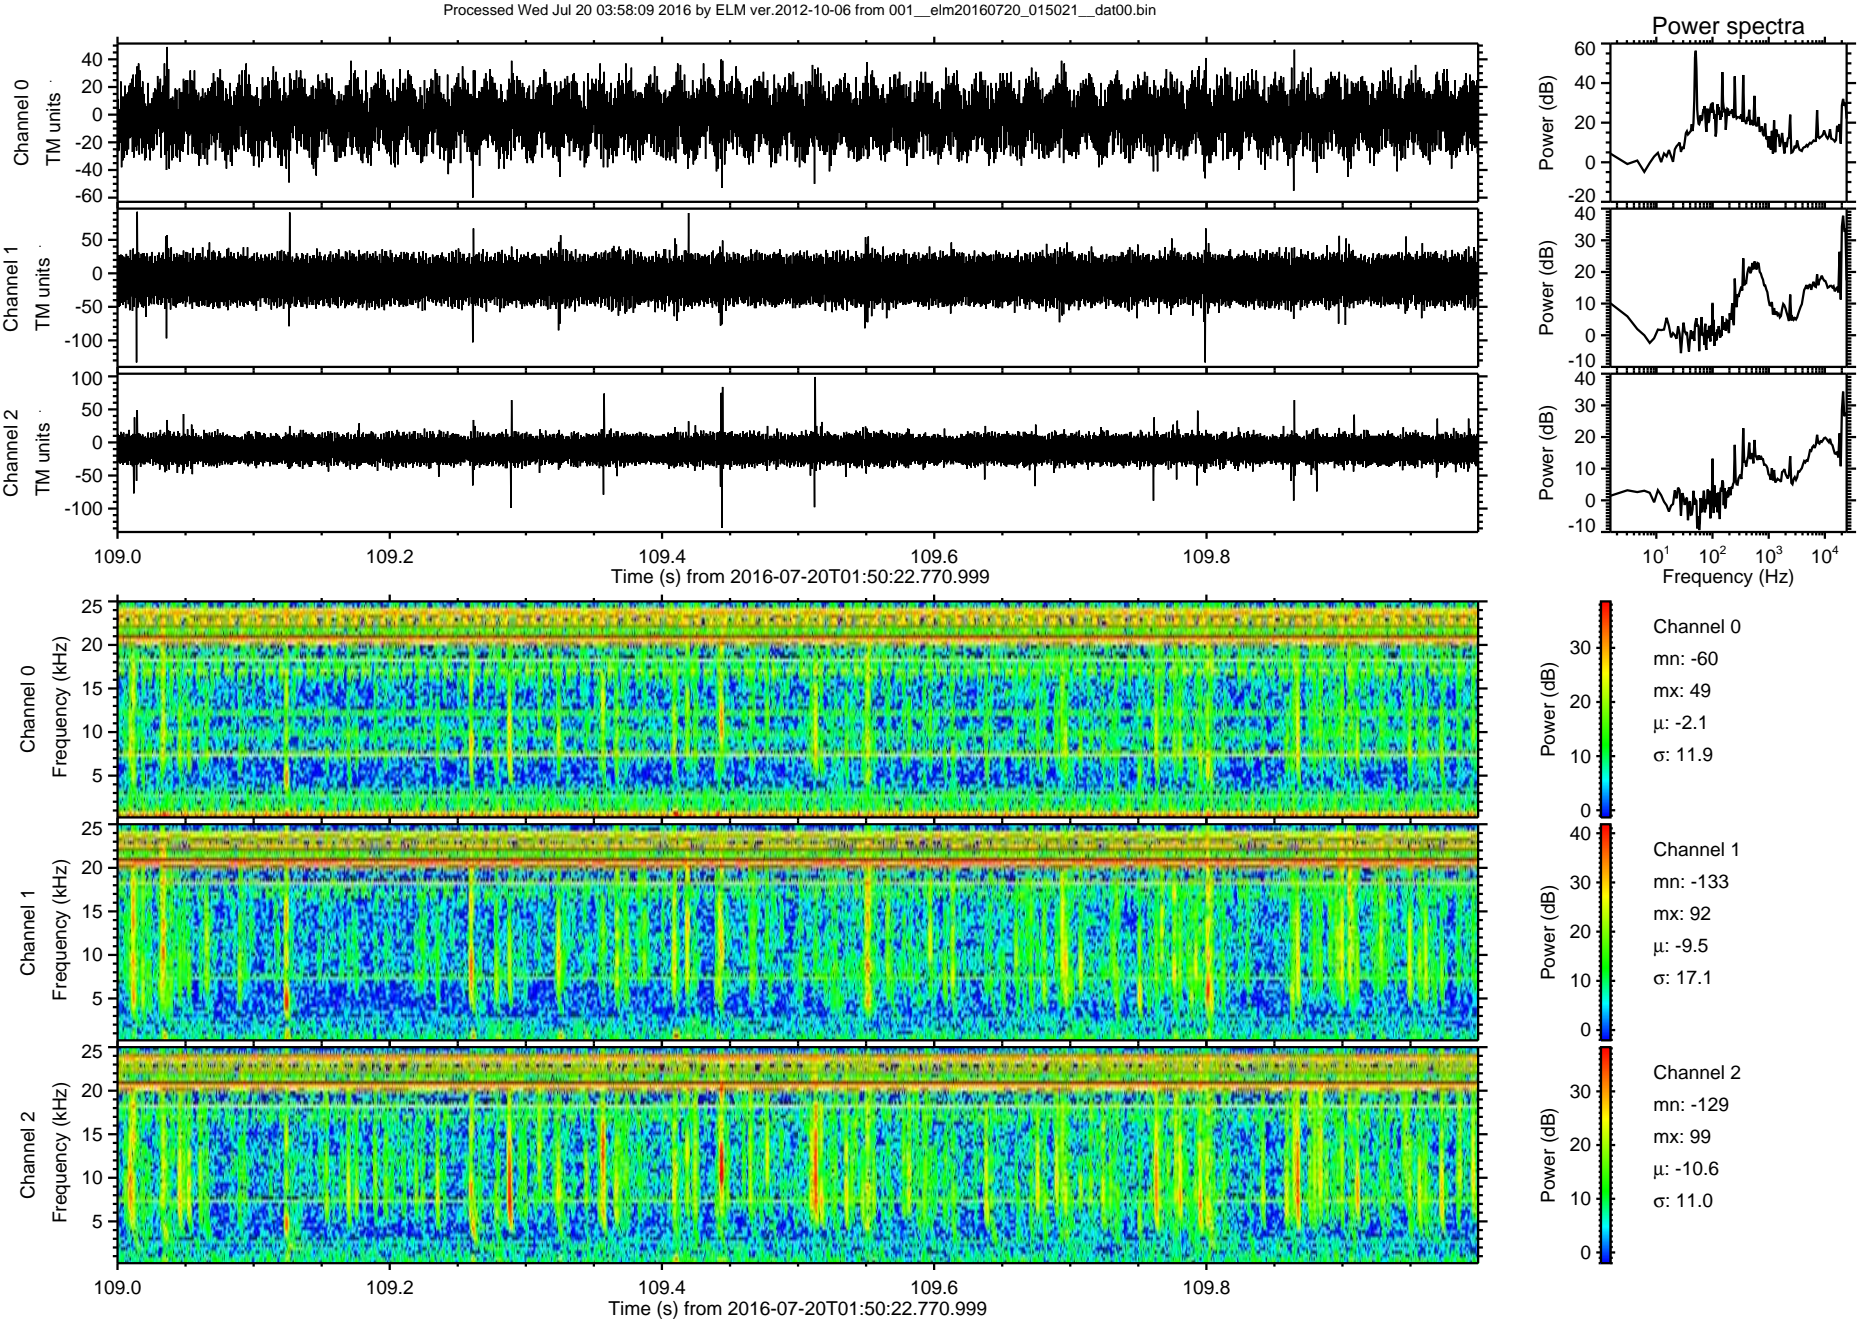 Processed Wed Jul 20 03:58:09 2016 by ELM ver.2012-10-06 from 001__elm20160720_015021__dat00.bin
Power spectra
Channel 0
TM units
40
20
0
-20
-40
-60
Power (dB)
60
40
20
0
-20
Channel 1
TM units
50
0
-50
-100
Power (dB)
40
30
20
10
0
-10
Channel 2
TM units
100
50
0
-50
-100
Power (dB)
40
30
20
10
0
-10
109.0 109.2 109.4 109.6 109.8
Time (s) from 2016-07-20T01:50:22.770.999
10^1 10^2 10^3 10^4
Frequency (Hz)
Channel 0
Frequency (kHz)
25
20
15
10
5
Power (dB)
30
20
10
0
Channel 0
mn: -60
mx: 49
μ: -2.1
σ: 11.9
Channel 1
Frequency (kHz)
25
20
15
10
5
Power (dB)
40
30
20
10
0
Channel 1
mn: -133
mx: 92
μ: -9.5
σ: 17.1
Channel 2
Frequency (kHz)
25
20
15
10
5
Power (dB)
30
20
10
0
Channel 2
mn: -129
mx: 99
μ: -10.6
σ: 11.0
109.0 109.2 109.4 109.6 109.8
Time (s) from 2016-07-20T01:50:22.770.999